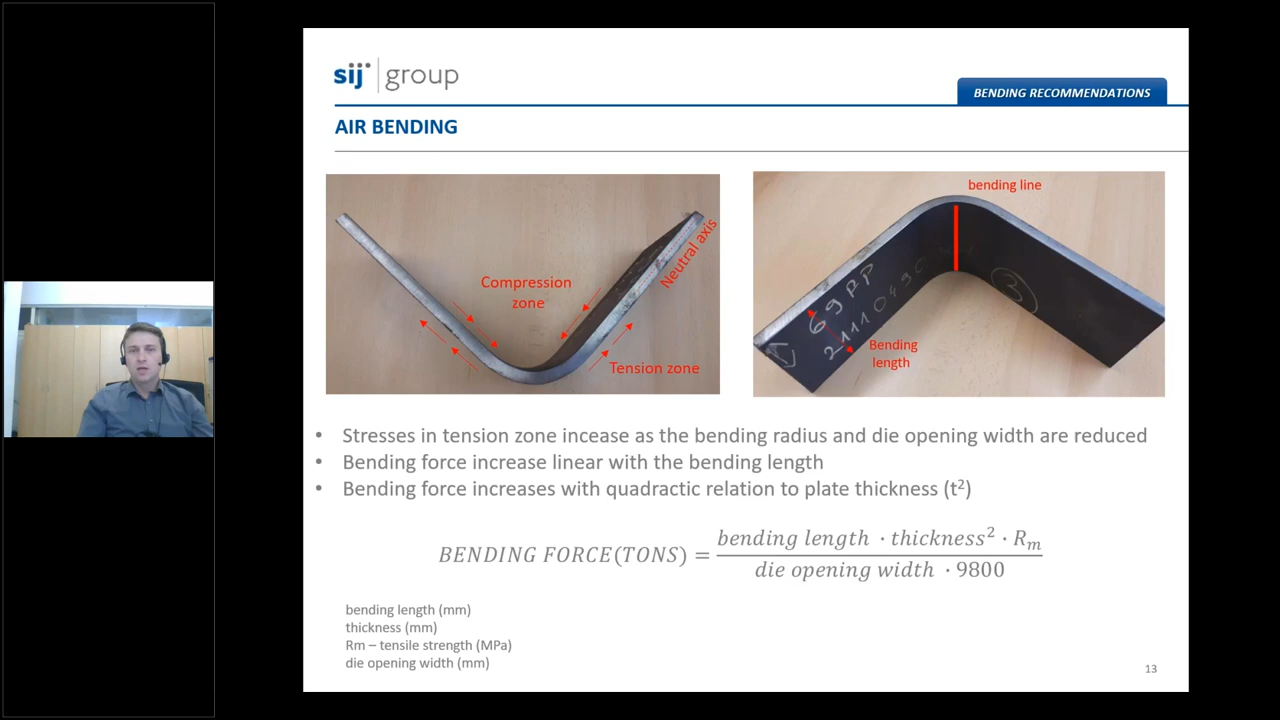 sij group
BENDING RECOMMENDATIONS
AIR BENDING
Compression
zone
Neutral axis
Tension zone
bending line
69PP
Bending
length
• Stresses in tension zone incease as the bending radius and die opening width are reduced
• Bending force increase linear with the bending length
• Bending force increases with quadractic relation to plate thickness (t²)
BENDING FORCE(TONS) = bending length · thickness² · Rₘ
die opening width · 9800
bending length (mm)
thickness (mm)
Rm – tensile strength (MPa)
die opening width (mm)
13